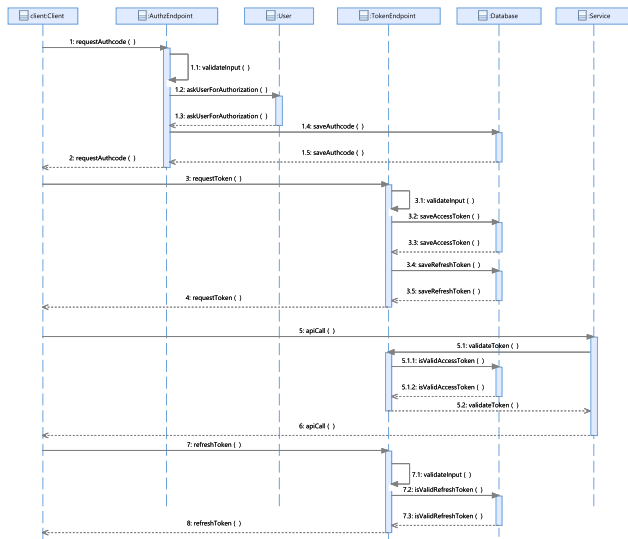 client:Client
:AuthzEndpoint
:User
:TokenEndpoint
:Database
:Service
1: requestAuthcode ( )
1.1: validateInput ( )
1.2: askUserForAuthorization ( )
1.3: askUserForAuthorization ( )
1.4: saveAuthcode ( )
1.5: saveAuthcode ( )
2: requestAuthcode ( )
3: requestToken ( )
3.1: validateInput ( )
3.2: saveAccessToken ( )
3.3: saveAccessToken ( )
3.4: saveRefreshToken ( )
3.5: saveRefreshToken ( )
4: requestToken ( )
5: apiCall ( )
5.1: validateToken ( )
5.1.1: isValidAccessToken ( )
5.1.2: isValidAccessToken ( )
5.2: validateToken ( )
6: apiCall ( )
7: refreshToken ( )
7.1: validateInput ( )
7.2: isValidRefreshToken ( )
7.3: isValidRefreshToken ( )
8: refreshToken ( )